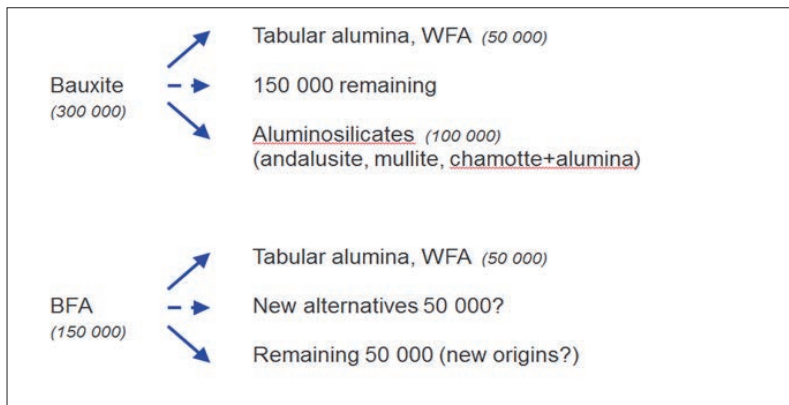 Tabular alumina, WFA (50 000)
Bauxite
(300 000)
150 000 remaining
Aluminosilicates (100 000)
(andalusite, mullite, chamotte+alumina)
Tabular alumina, WFA (50 000)
BFA
(150 000)
New alternatives 50 000?
Remaining 50 000 (new origins?)